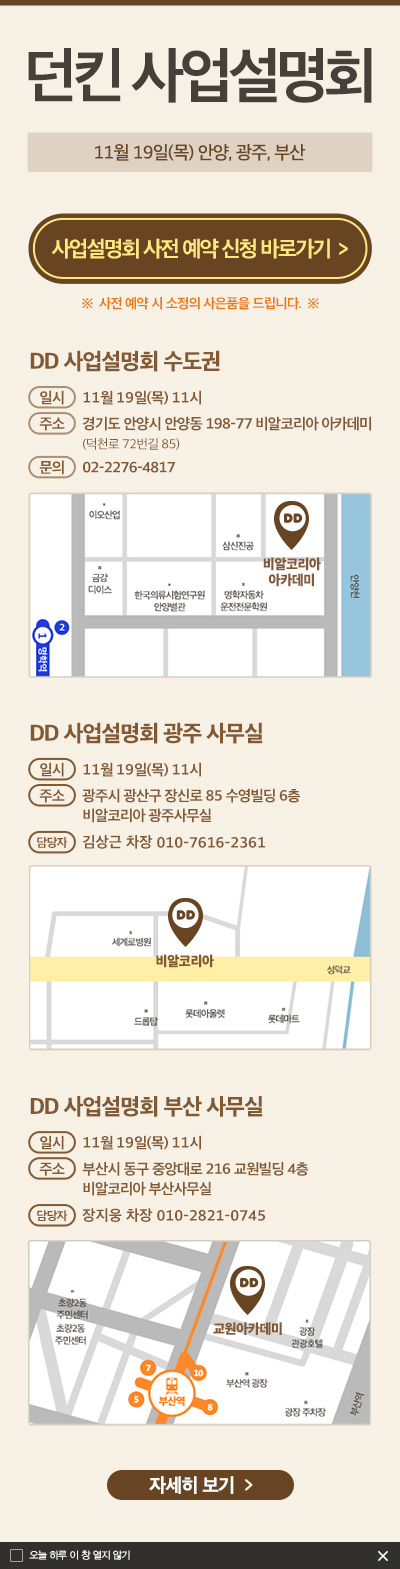 던킨 사업설명회
11월 19일(목) 안양, 광주, 부산
사업설명회 사전 예약 신청 바로가기 >
※ 사전 예약 시 소정의 사은품을 드립니다. ※
DD 사업설명회 수도권
일시 11월 19일(목) 11시
주소 경기도 안양시 안양동 198-77 비알코리아 아카데미
(덕천로 72번길 85)
문의 02-2276-4817
이오산업
DD
삼신진공
비알코리아
아카데미
금강
디이스
한국의류시험연구원
안양별관
명학자동차
운전전문학원
안양천
2
1
명학역
DD 사업설명회 광주 사무실
일시 11월 19일(목) 11시
주소 광주시 광산구 장신로 85 수영빌딩 6층
비알코리아 광주사무실
담당자 김상근 차장 010-7616-2361
DD
세계로병원
비알코리아
성덕교
드롭탑
롯데아울렛
롯데마트
DD 사업설명회 부산 사무실
일시 11월 19일(목) 11시
주소 부산시 동구 중앙대로 216 교원빌딩 4층
비알코리아 부산사무실
담당자 장지웅 차장 010-2821-0745
DD
초량2동
주민센터
초량2동
주민센터
교원아카데미
광장
관광호텔
7
10
5
8
부산역
부산역 광장
광장 주차장
부산역
자세히 보기 >
오늘 하루 이 창 열지 않기